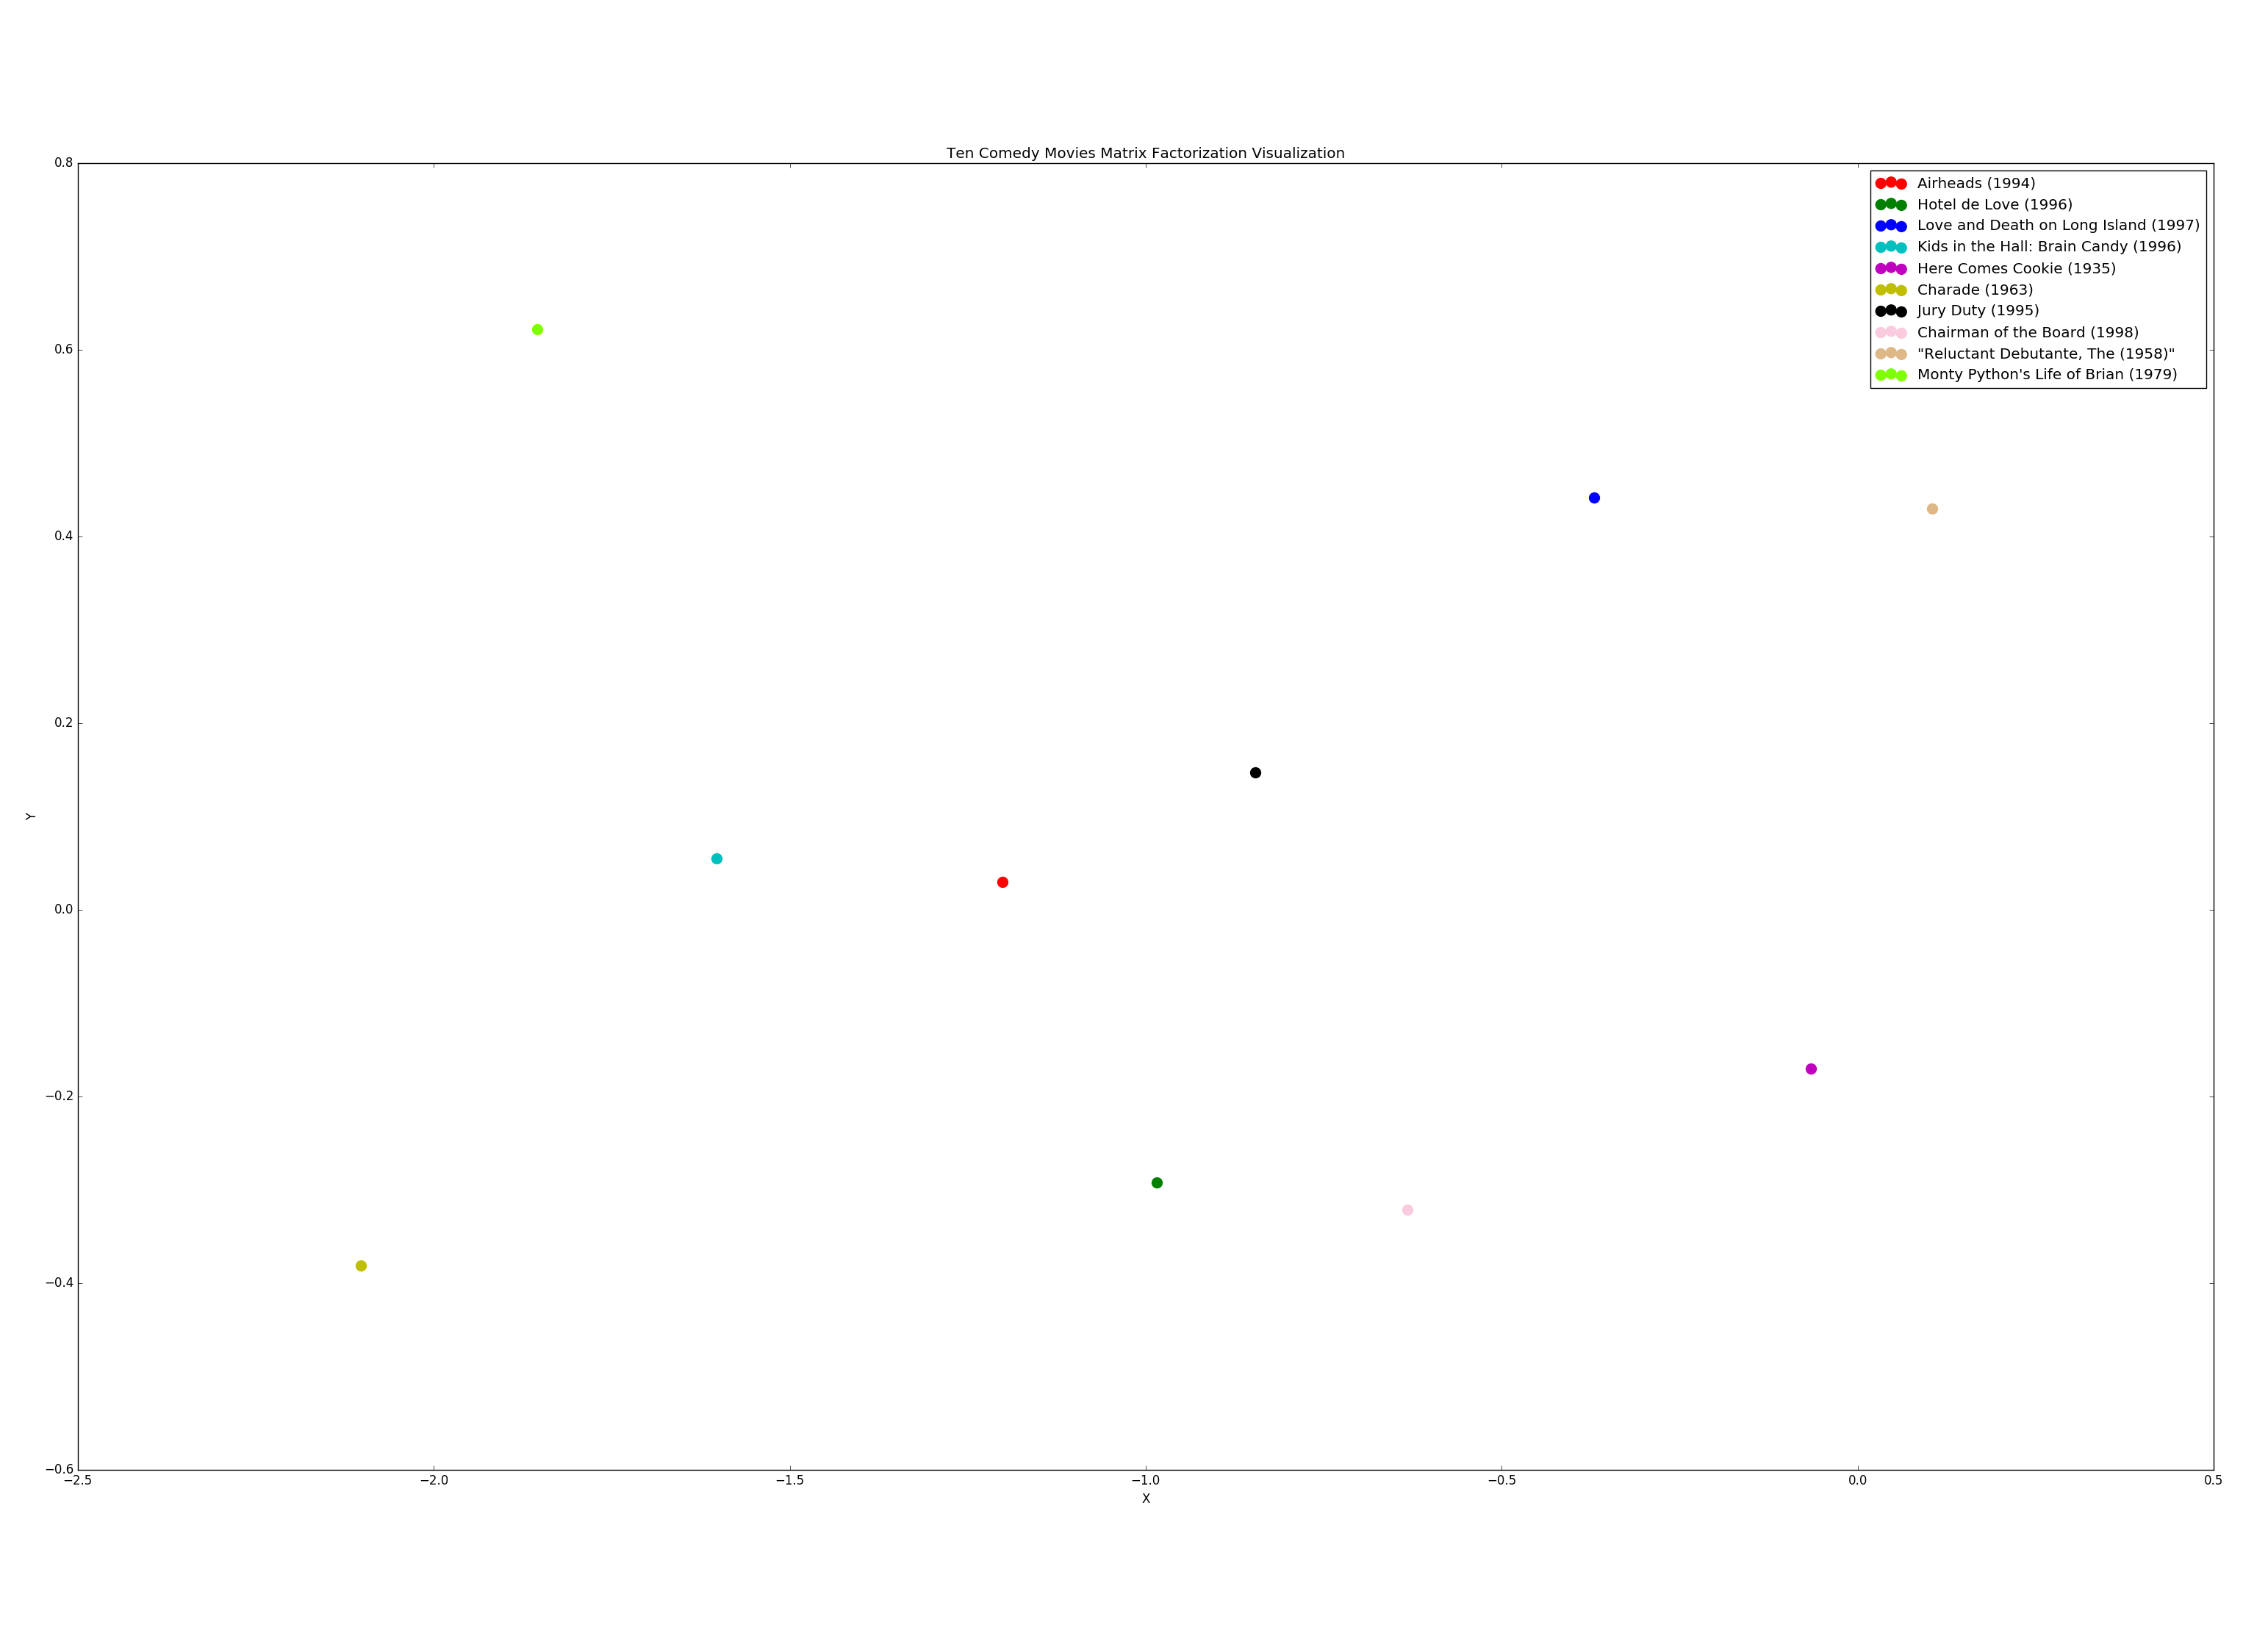 Ten Comedy Movies Matrix Factorization Visualization
0.8
0.6
0.4
0.2
0.0
−0.2
−0.4
−0.6
Y
−2.5
−2.0
−1.5
−1.0
−0.5
0.0
0.5
X
Airheads (1994)
Hotel de Love (1996)
Love and Death on Long Island (1997)
Kids in the Hall: Brain Candy (1996)
Here Comes Cookie (1935)
Charade (1963)
Jury Duty (1995)
Chairman of the Board (1998)
"Reluctant Debutante, The (1958)"
Monty Python's Life of Brian (1979)